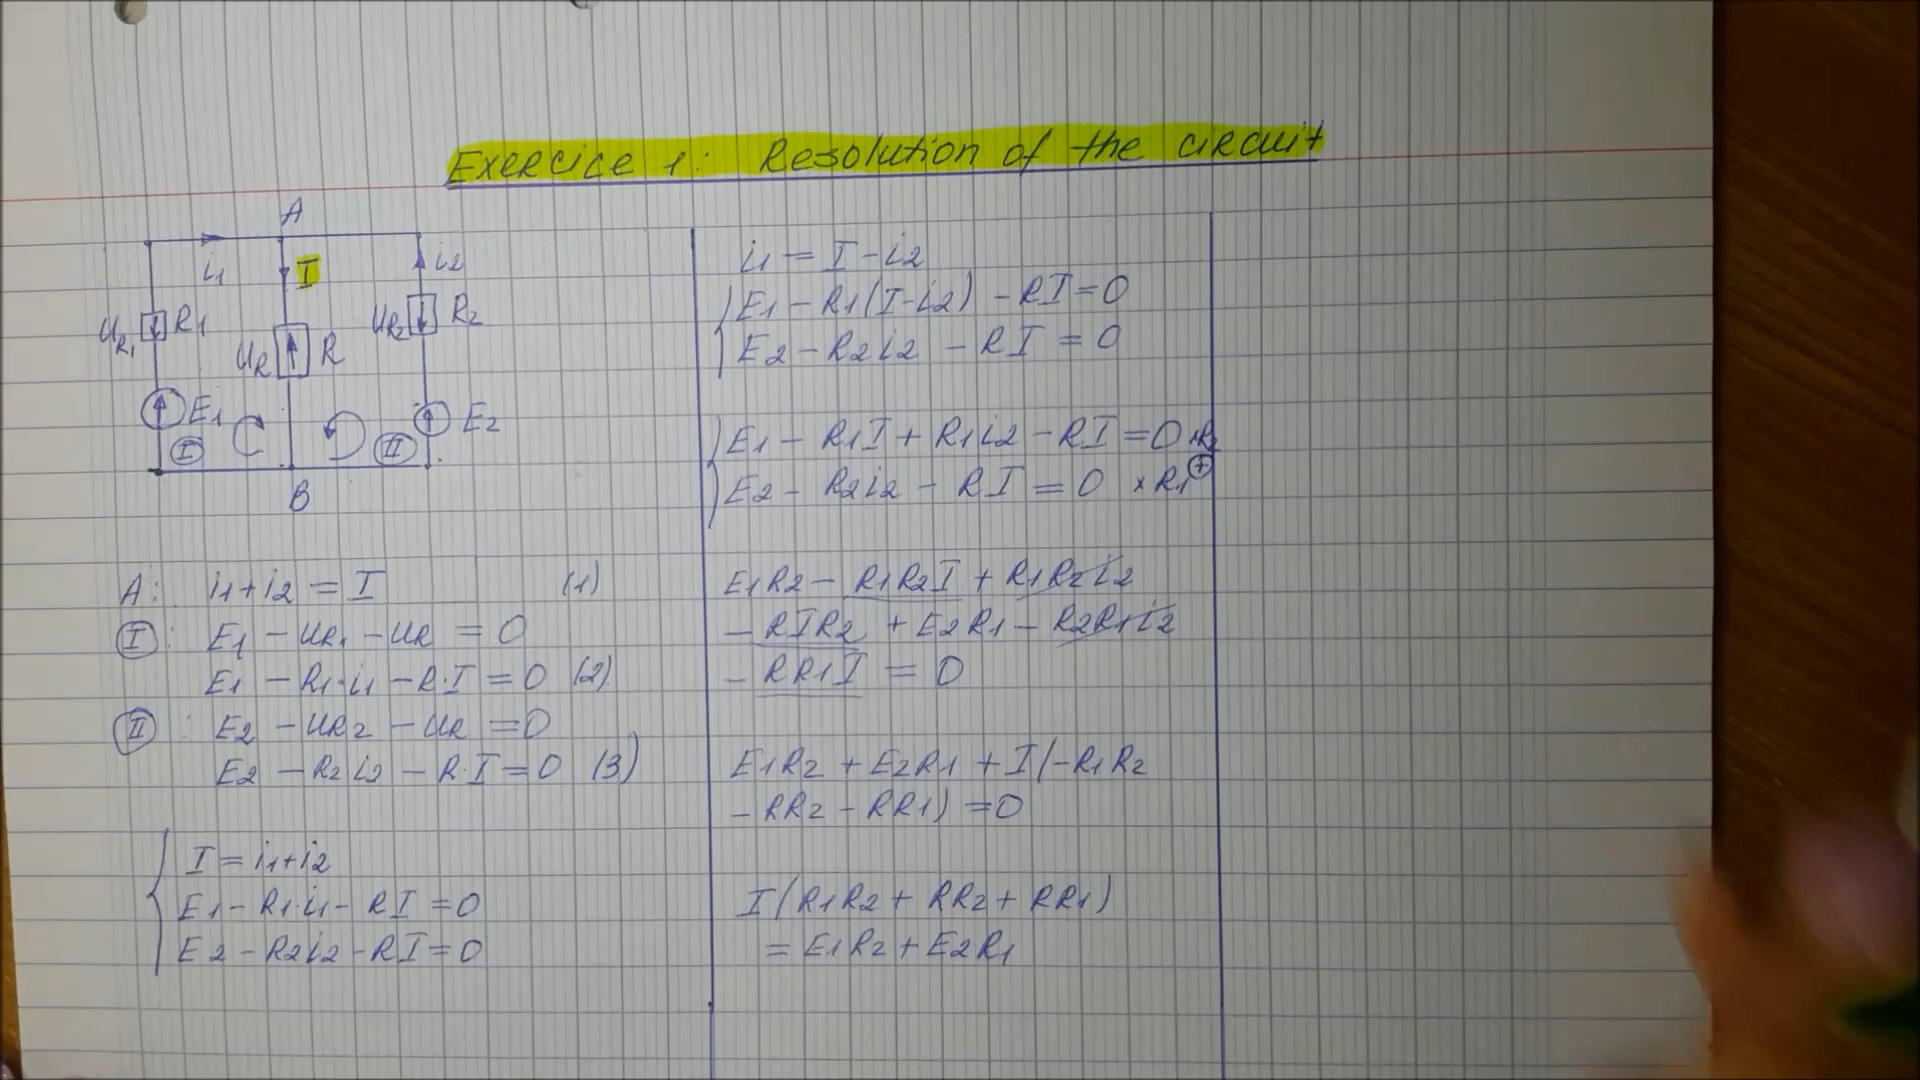 Exercice 1: Resolution of the circuit
A
i1
I
i2
UR1
R1
UR
R
UR2
R2
E1
E2
I
II
B
A: i1+i2 = I (1)
I: E1 - UR1 - UR = 0
E1 - R1·i1 - R·I = 0 (2)
II: E2 - UR2 - UR = 0
E2 - R2i2 - R·I = 0 (3)
I = i1+i2
E1 - R1·i1 - RI = 0
E2 - R2i2 - RI = 0
i1 = I - i2
E1 - R1(I-i2) - RI = 0
E2 - R2i2 - RI = 0
E1 - R1I + R1i2 - RI = 0 ×R2
E2 - R2i2 - RI = 0 ×R1 +
E1R2 - R1R2I + R1R2i2
- RIR2 + E2R1 - R2R1i2
- RR1I = 0
E1R2 + E2R1 + I(-R1R2
- RR2 - RR1) = 0
I(R1R2 + RR2 + RR1)
= E1R2 + E2R1